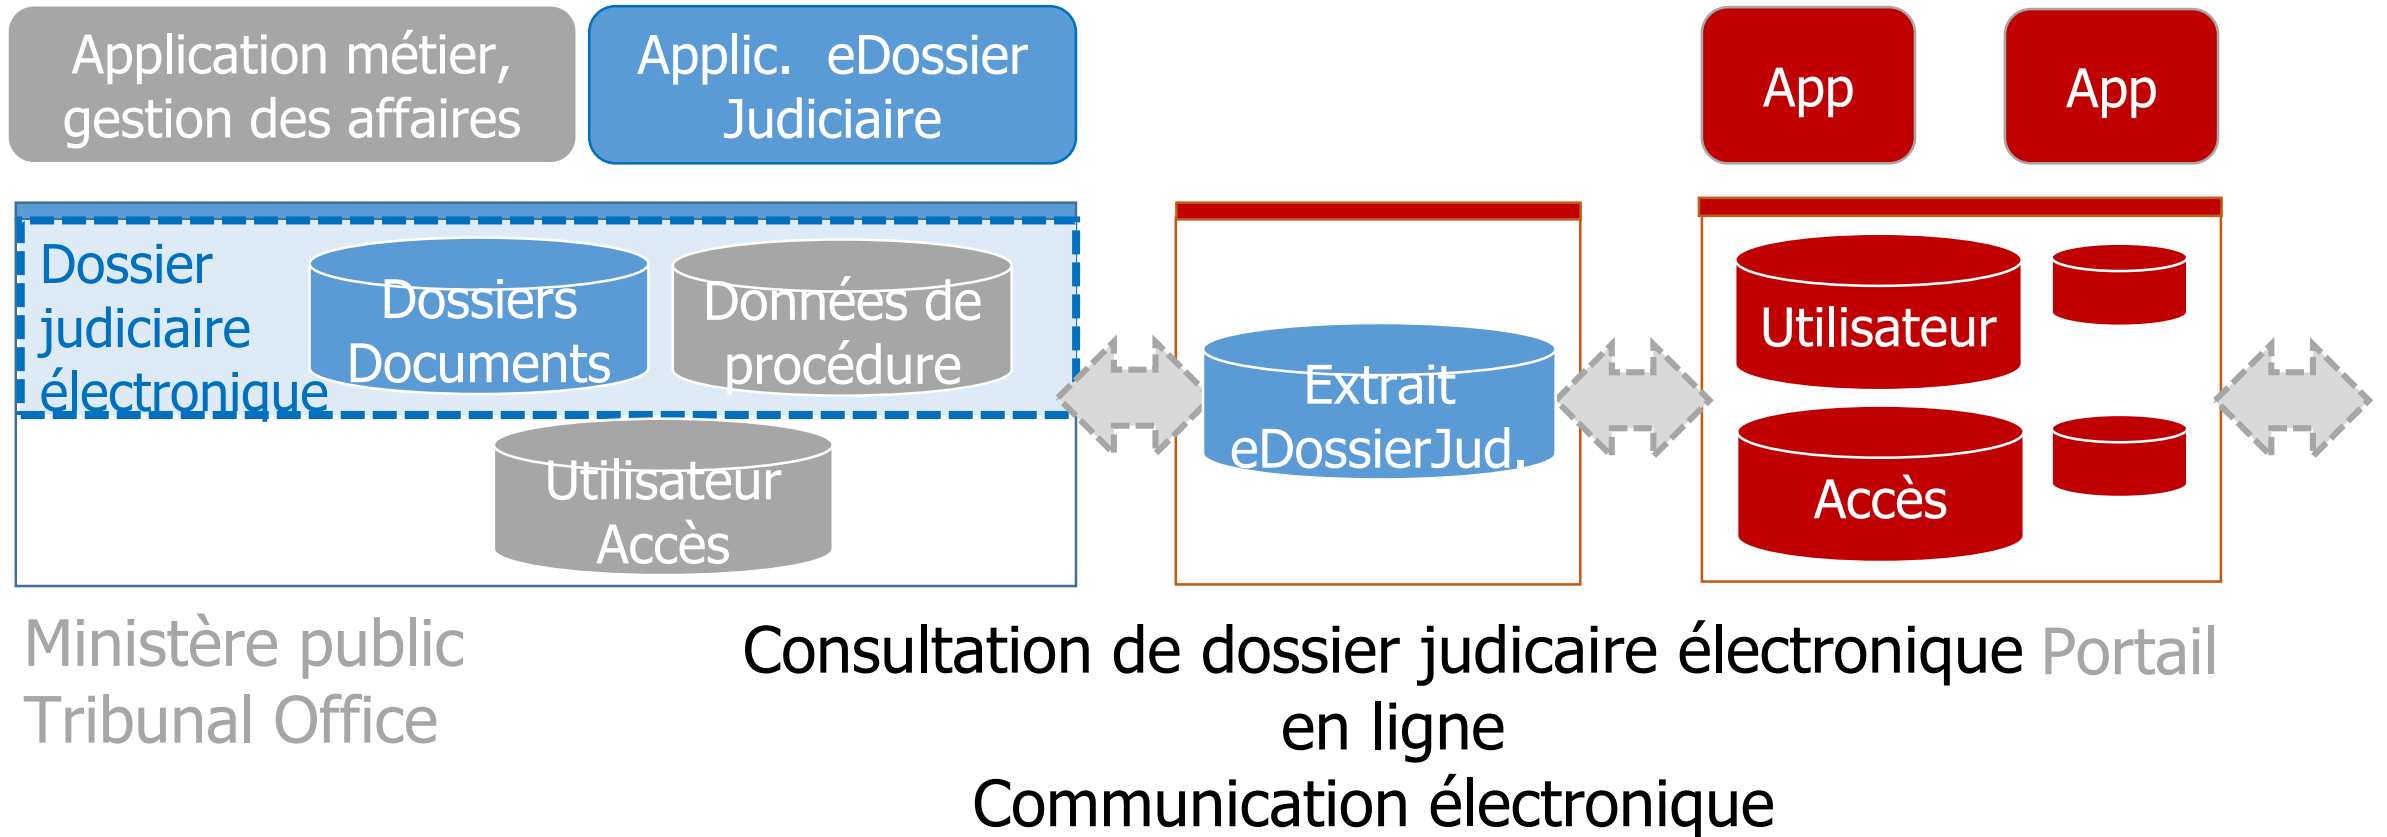 Application métier,
gestion des affaires
Applic. eDossier
Judiciaire
App
App
Dossier
judiciaire
électronique
Dossiers
Documents
Données de
procédure
Utilisateur
Accès
Extrait
eDossierJud.
Utilisateur
Accès
Ministère public
Tribunal Office
Consultation de dossier judicaire électronique
en ligne
Communication électronique
Portail